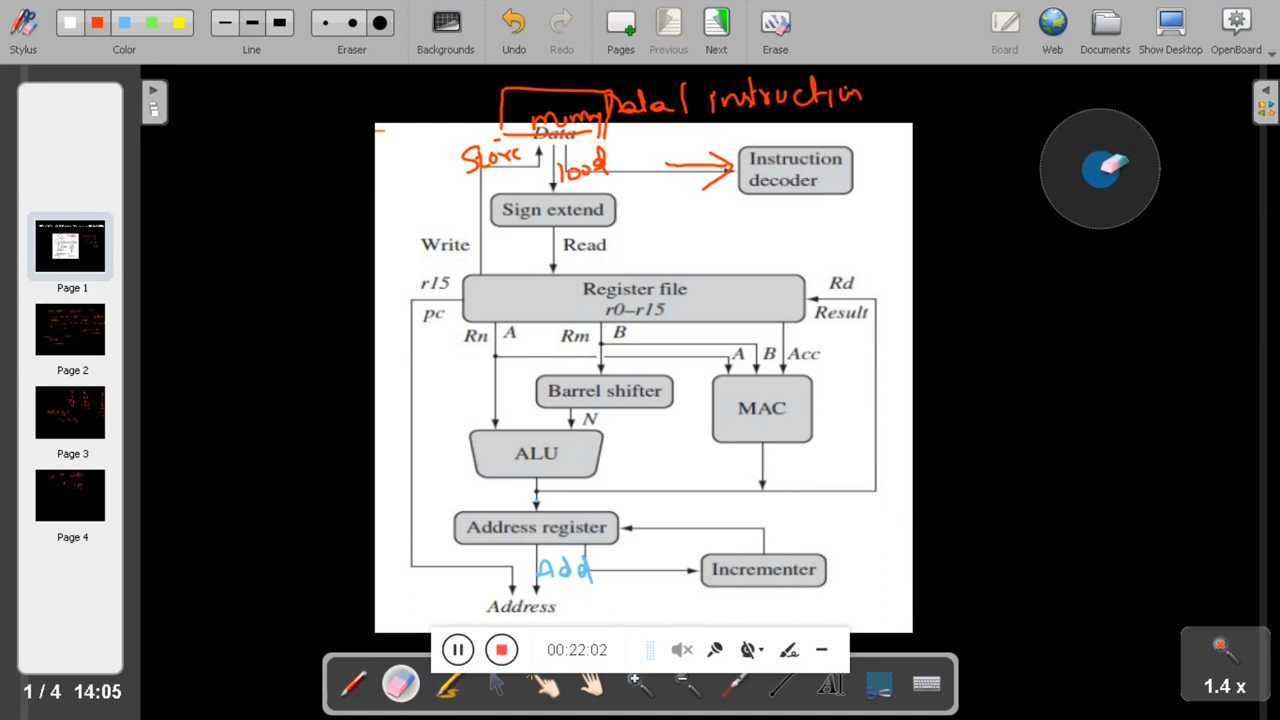 Stylus
Color
Line
Eraser
Backgrounds
Undo
Redo
Pages
Previous
Next
Erase
Board
Web
Documents
Show Desktop
OpenBoard
Data ( instruction
Data
Store
load
Instruction
decoder
Sign extend
Write
Read
r15
Register file
Rd
pc
r0–r15
Result
Rn A
Rm B
A B Acc
Barrel shifter
MAC
N
ALU
Address register
Add
Incrementer
Address
Page 1
Page 2
Page 3
Page 4
00:22:02
1 / 4 14:05
1.4 x